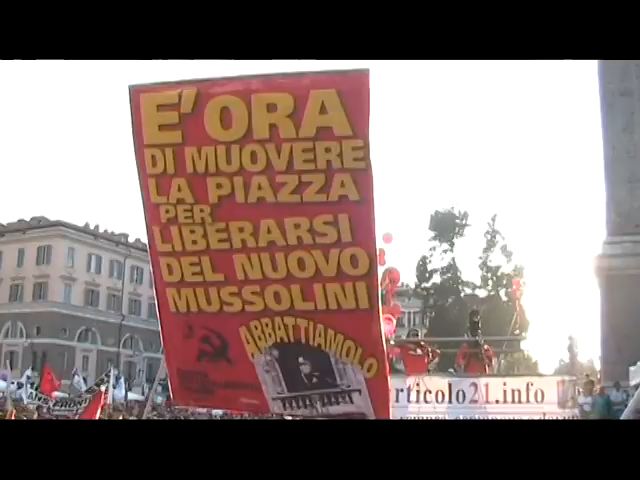 E' ORA
DI MUOVERE
LA PIAZZA
PER
LIBERARSI
DEL NUOVO
MUSSOLINI
ABBATTIAMOLO
rticolo21.info